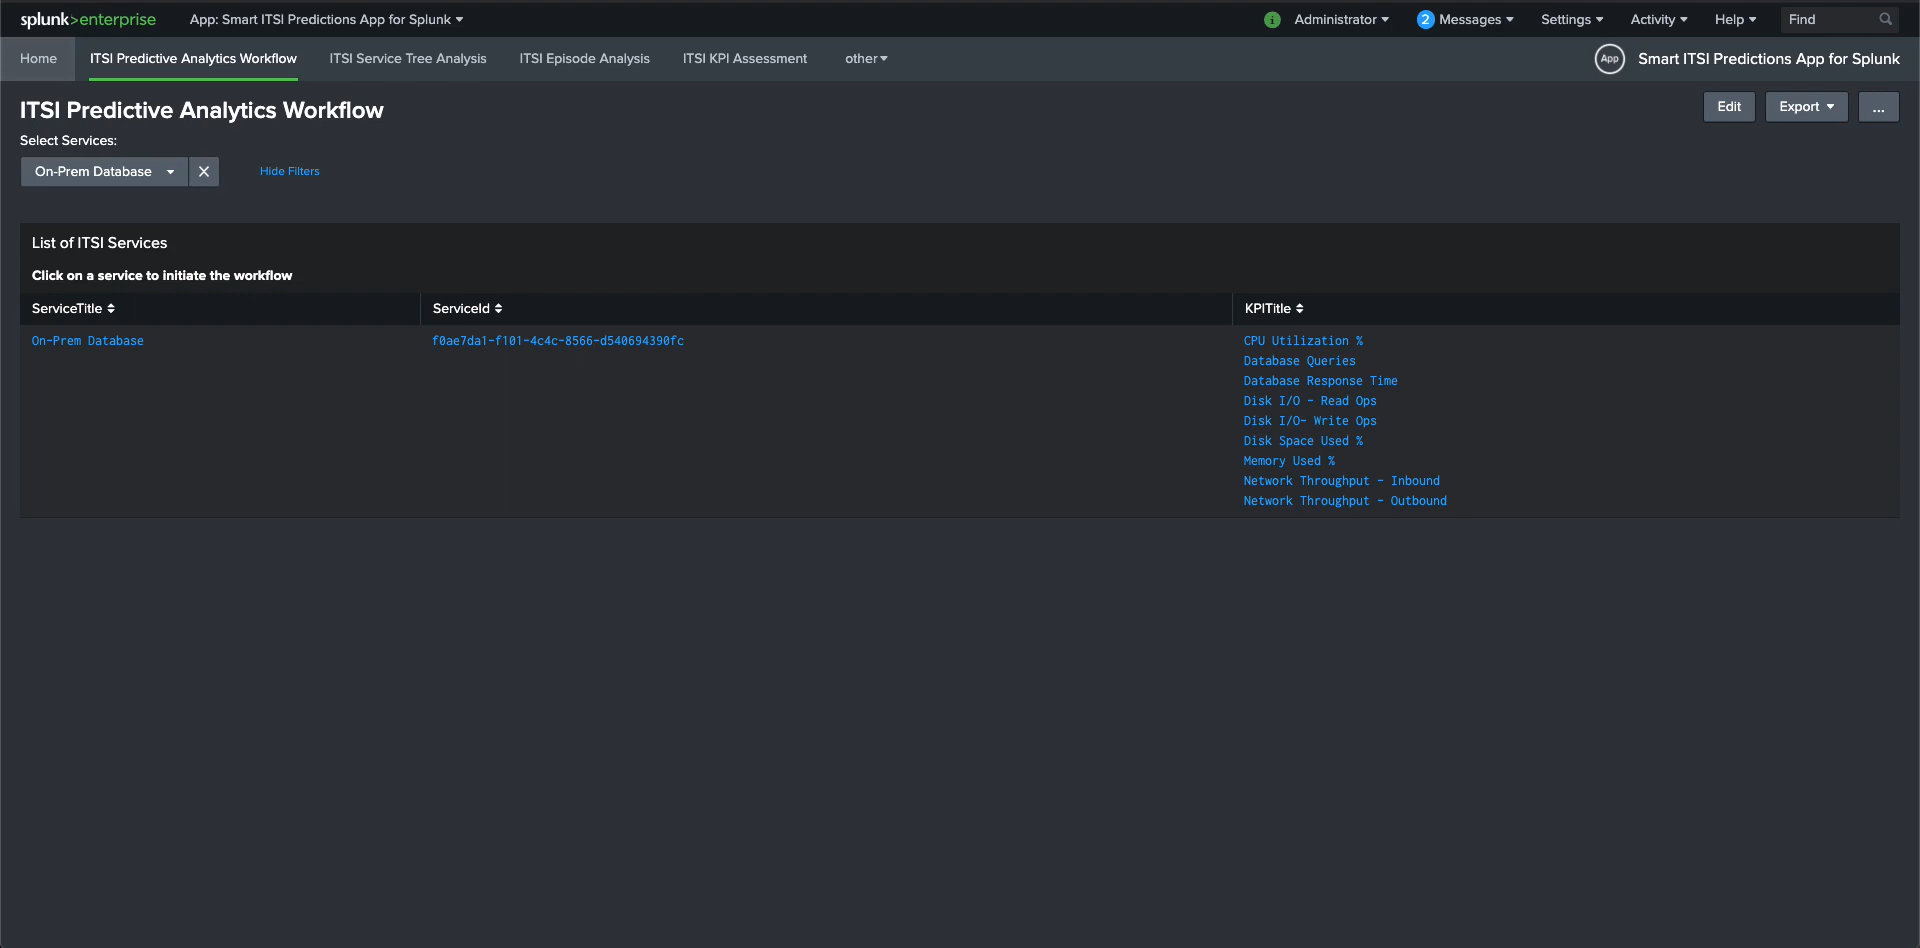 splunk>enterprise App: Smart ITSI Predictions App for Splunk i Administrator 2 Messages Settings Activity Help Find
Home ITSI Predictive Analytics Workflow ITSI Service Tree Analysis ITSI Episode Analysis ITSI KPI Assessment other App Smart ITSI Predictions App for Splunk
ITSI Predictive Analytics Workflow Edit Export ...
Select Services:
On-Prem Database X Hide Filters
List of ITSI Services
Click on a service to initiate the workflow
ServiceTitle ServiceId KPITitle
On-Prem Database f0ae7da1-f101-4c4c-8566-d540694390fc CPU Utilization %
Database Queries
Database Response Time
Disk I/O - Read Ops
Disk I/O- Write Ops
Disk Space Used %
Memory Used %
Network Throughput - Inbound
Network Throughput - Outbound